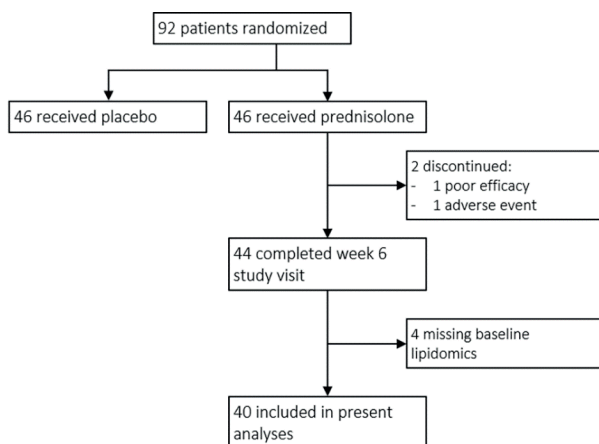 92 patients randomized
46 received placebo
46 received prednisolone
2 discontinued:
- 1 poor efficacy
- 1 adverse event
44 completed week 6
study visit
4 missing baseline
lipidomics
40 included in present
analyses